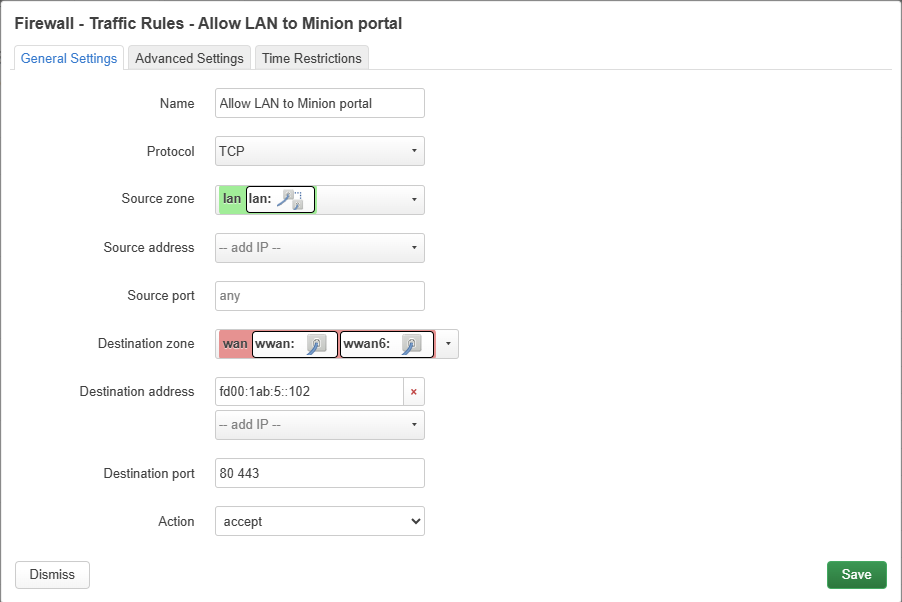 Firewall - Traffic Rules - Allow LAN to Minion portal
General Settings Advanced Settings Time Restrictions
Name Allow LAN to Minion portal
Protocol TCP
Source zone lan lan:
Source address -- add IP --
Source port any
Destination zone wan wwan: wwan6:
Destination address fd00:1ab:5::102 ×
-- add IP --
Destination port 80 443
Action accept
Dismiss Save